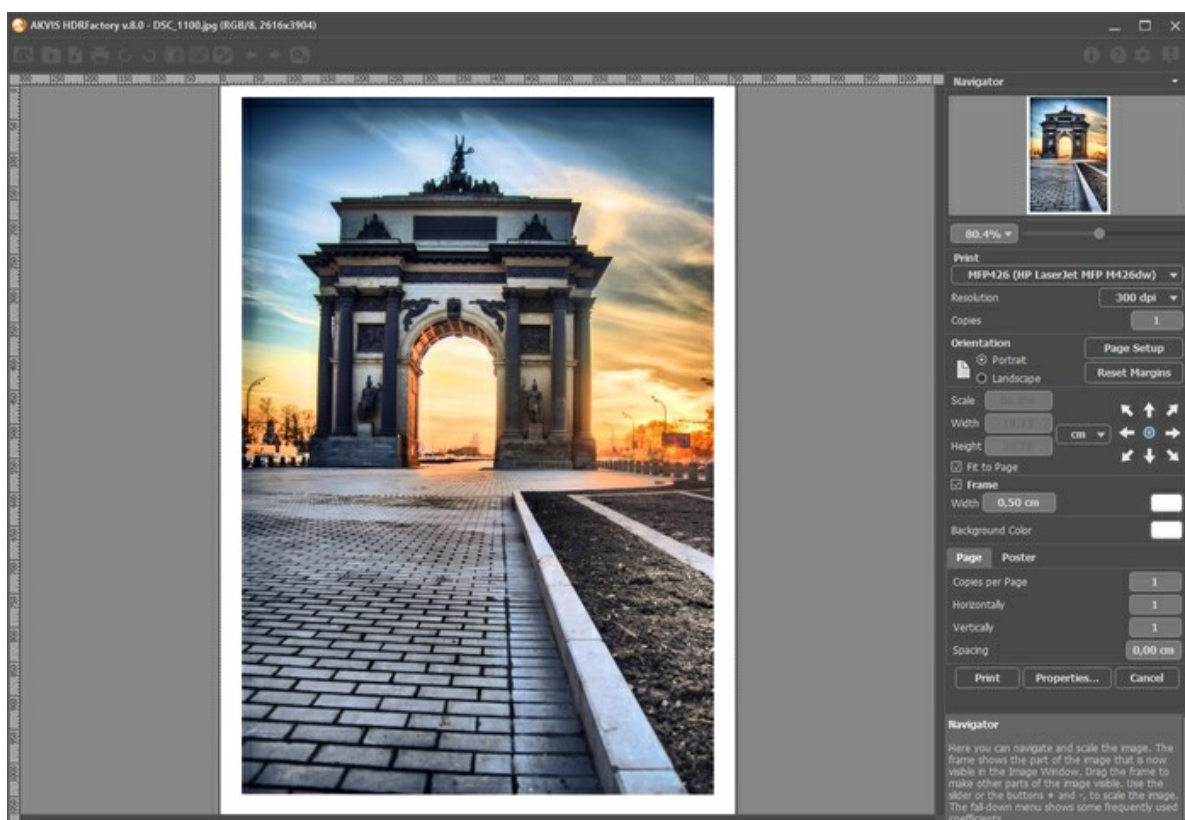 AKVIS HDRFactory v.8.0 - DSC_1100.jpg (RGB/8, 2616x3904)
Navigator
80.4%
Print
MFP426 (HP LaserJet MFP M426dw)
Resolution 300 dpi
Copies 1
Orientation
Portrait
Page Setup
Landscape
Reset Margins
Scale
Width
cm
Height
Fit to Page
Frame
Width 0,50 cm
Background Color
Page Poster
Copies per Page 1
Horizontally 1
Vertically 1
Spacing 0,00 cm
Print Properties... Cancel
Navigator
Here you can navigate and scale the image. The
frame shows the part of the image that is now
visible in the Image Window. Drag the frame to
make other parts of the image visible. Use the
slider or the buttons + and -, to scale the image.
The fall-down menu shows some frequently used
coefficients.